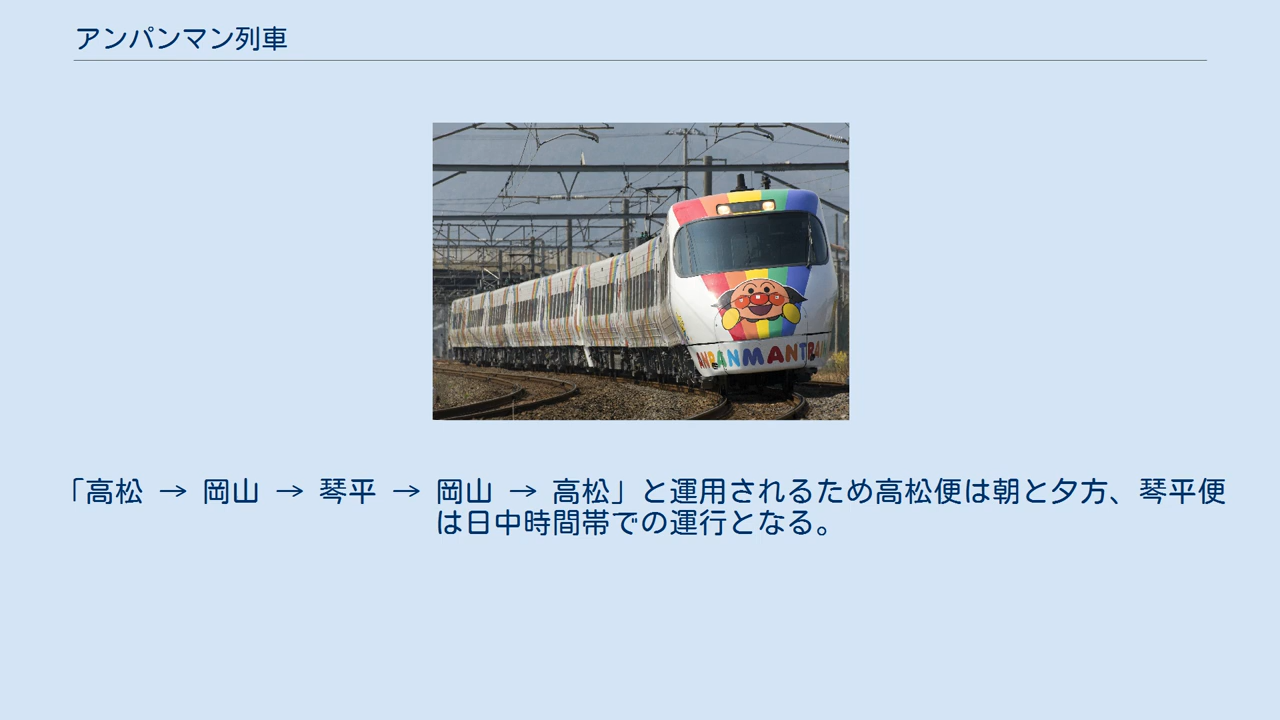 アンパンマン列車
ANPANMANTRAIN
「高松 → 岡山 → 琴平 → 岡山 → 高松」と運用されるため高松便は朝と夕方、琴平便
は日中時間帯での運行となる。